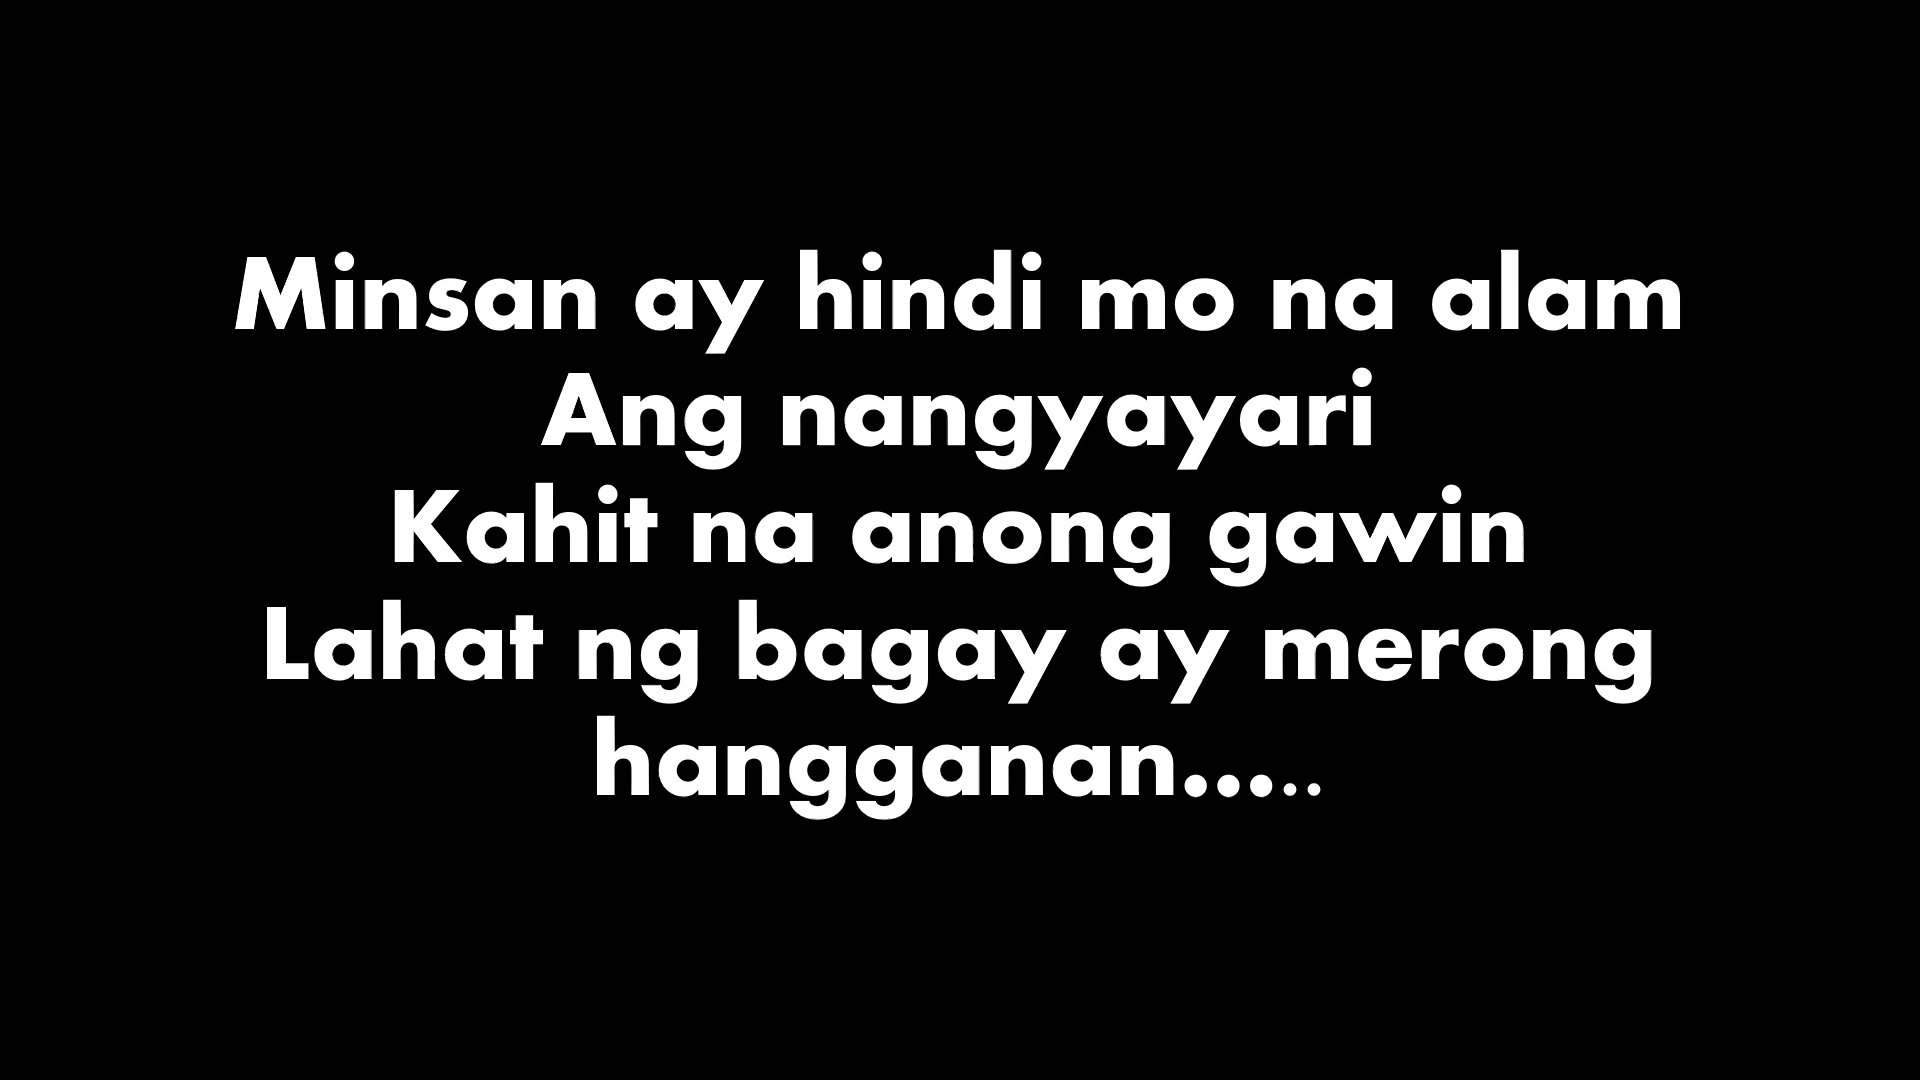 Minsan ay hindi mo na alam
Ang nangyayari
Kahit na anong gawin
Lahat ng bagay ay merong
hangganan.....